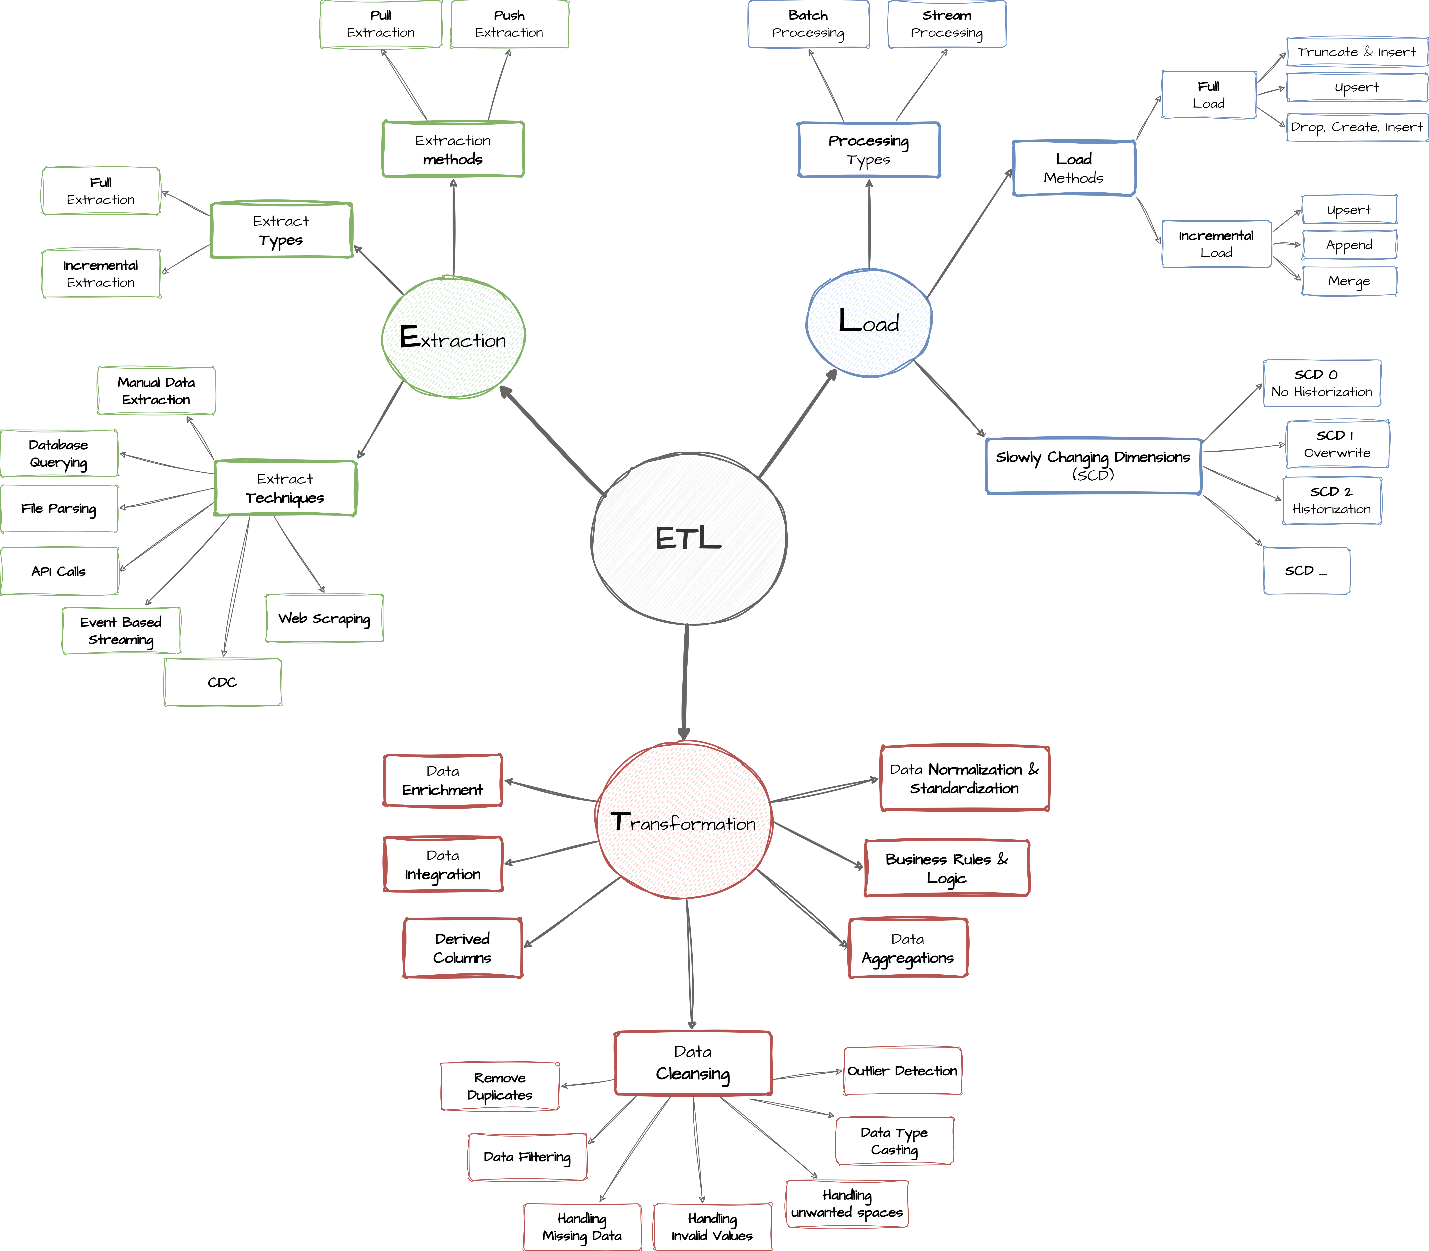 Pull
Extraction
Push
Extraction
Extraction
methods
Full
Extraction
Incremental
Extraction
Extract
Types
Extraction
Manual Data
Extraction
Database
Querying
File Parsing
API Calls
Event Based
Streaming
CDC
Web Scraping
Extract
Techniques
Batch
Processing
Stream
Processing
Processing
Types
Load
Load
Methods
Full
Load
Truncate & Insert
Upsert
Drop, Create, Insert
Incremental
Load
Upsert
Append
Merge
Slowly Changing Dimensions
(SCD)
SCD 0
No Historization
SCD 1
Overwrite
SCD 2
Historization
SCD ...
ETL
Transformation
Data
Enrichment
Data
Integration
Derived
Columns
Data Normalization &
Standardization
Business Rules &
Logic
Data
Aggregations
Data
Cleansing
Remove
Duplicates
Data Filtering
Handling
Missing Data
Handling
Invalid Values
Handling
unwanted spaces
Data Type
Casting
Outlier Detection